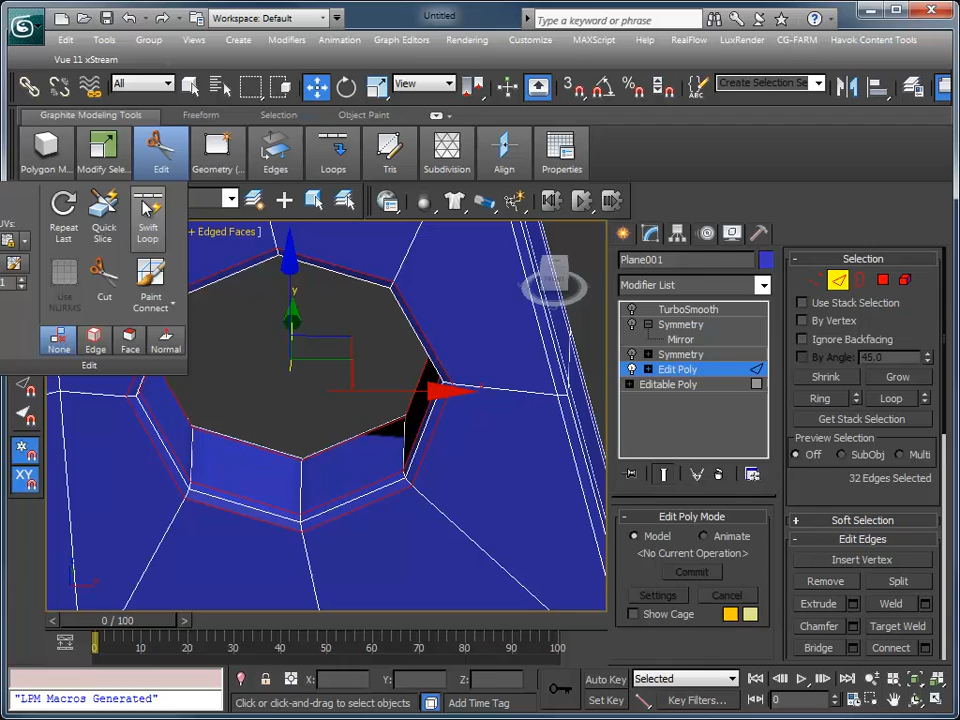 Workspace: Default
Untitled
Type a keyword or phrase
Edit Tools Group Views Create Modifiers Animation Graph Editors Rendering Customize MAXScript Help RealFlow LuxRender CG-FARM Havok Content Tools
Vue 11 xStream
All
View
Create Selection Se
Graphite Modeling Tools Freeform Selection Object Paint
Polygon M... Modify Sele... Edit Geometry (... Edges Loops Tris Subdivision Align Properties
UVs:
Repeat Last
Quick Slice
Swift Loop
Use NURMS
Cut
Paint Connect
None Edge Face Normal
Edit
+ Edged Faces ]
y
Plane001
Modifier List
TurboSmooth
Symmetry
Mirror
Symmetry
Edit Poly
Editable Poly
Edit Poly Mode
Model Animate
<No Current Operation>
Commit
Settings Cancel
Show Cage
Selection
Use Stack Selection
By Vertex
Ignore Backfacing
By Angle: 45.0
Shrink Grow
Ring Loop
Get Stack Selection
Preview Selection
Off SubObj Multi
32 Edges Selected
Soft Selection
Edit Edges
Insert Vertex
Remove Split
Extrude Weld
Chamfer Target Weld
Bridge Connect
XY
0 / 100
0 10 20 30 40 50 60 70 80 90 100
"LPM Macros Generated"
X: Y: Z:
Click or click-and-drag to select objects
Add Time Tag
Auto Key Selected
Set Key Key Filters...
0